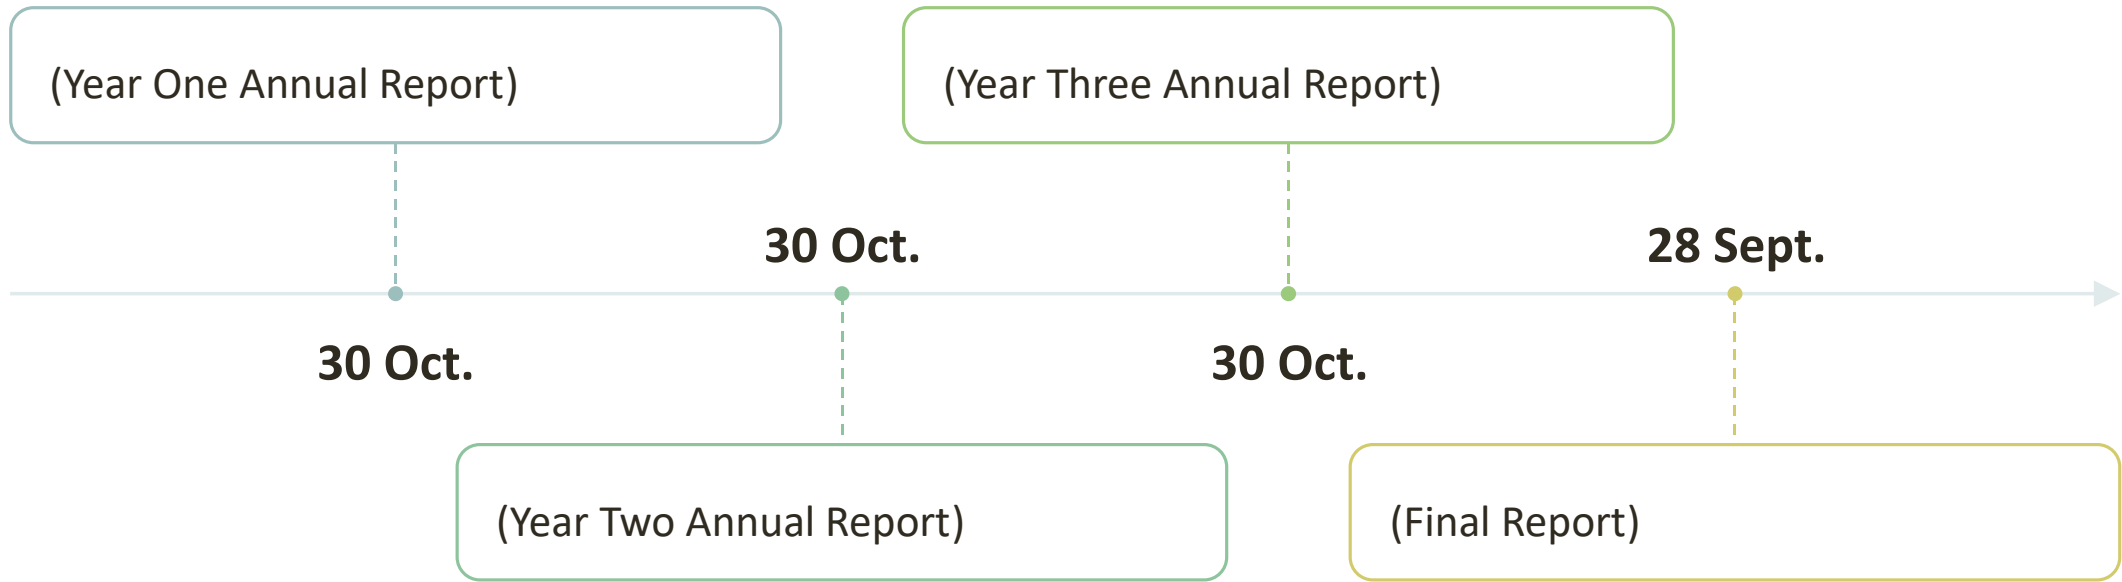 (Year One Annual Report)
30 Oct.
30 Oct.
(Year Two Annual Report)
(Year Three Annual Report)
30 Oct.
28 Sept.
(Final Report)